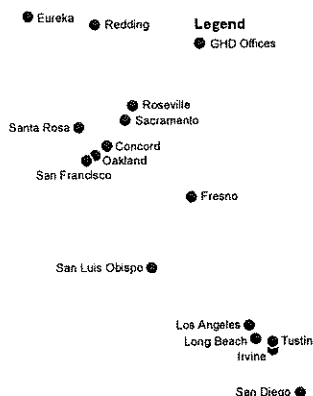 Eureka
Redding
Legend
GHD Offices
Roseville
Sacramento
Santa Rosa
Concord
Oakland
San Francisco
Fresno
San Luis Obispo
Los Angeles
Long Beach
Tustin
Irvine
San Diego